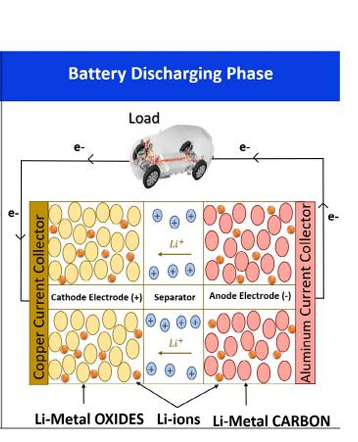 Battery Discharging Phase
Load
e-
e-
e-
e-
Copper Current Collector
Li+
Aluminum Current Collector
Cathode Electrode (+)
Separator
Anode Electrode (-)
Li+
Li-Metal OXIDES
Li-ions
Li-Metal CARBON